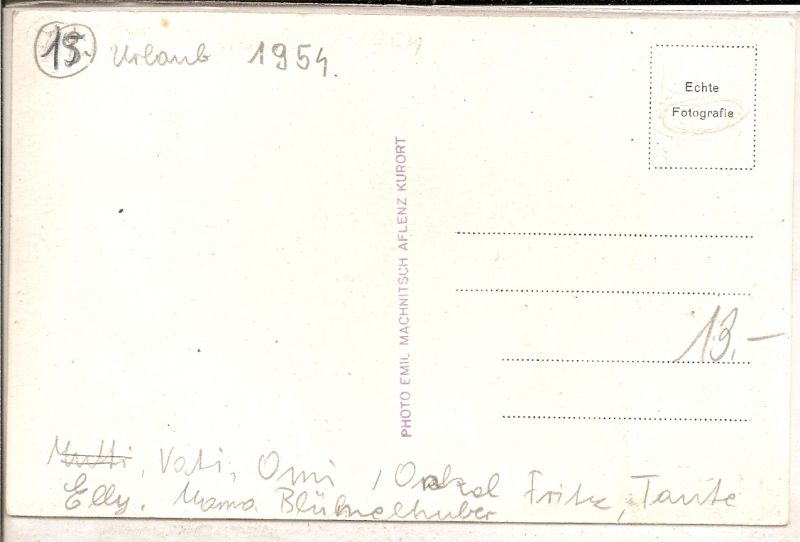 15. Urlaub 1954.
Echte
Fotografie
PHOTO EMIL MACHNITSCH AFLENZ KURORT
13,-
Mutti, Vati, Omi, Onkel Fritz, Tante
Elly. Mama Blümelhuber